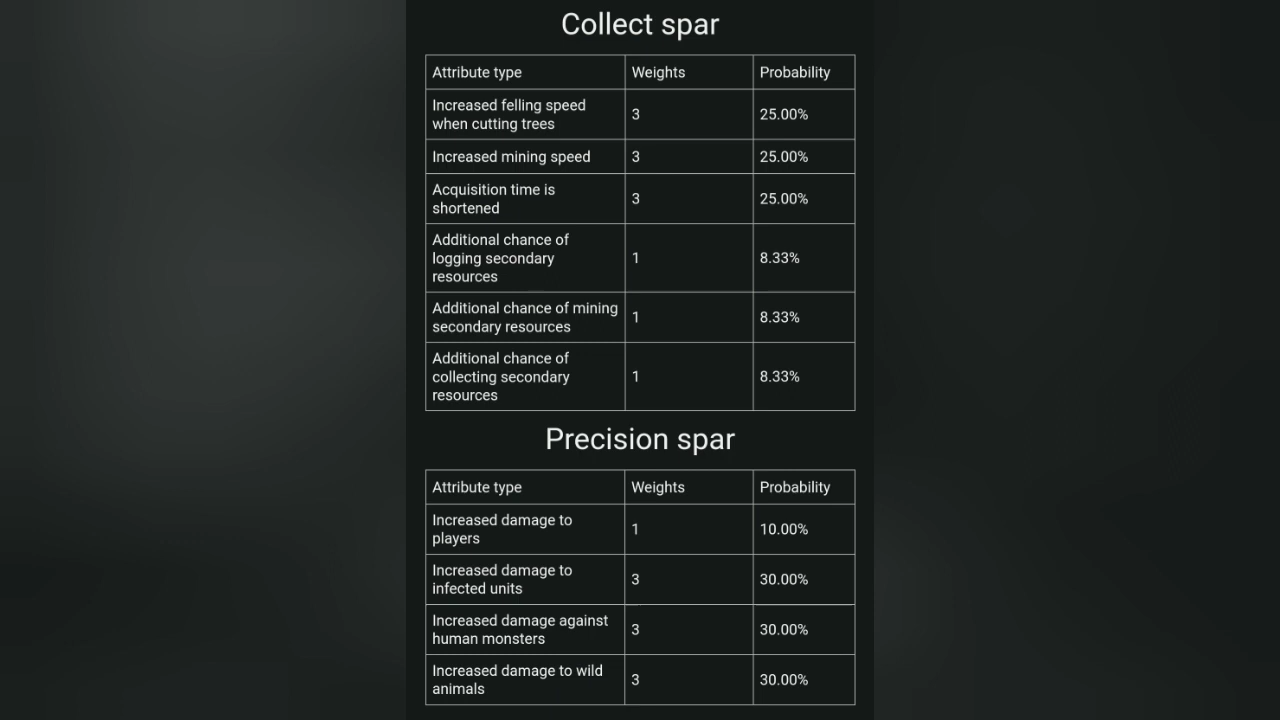 Collect spar
Attribute type Weights Probability
Increased felling speed
when cutting trees 3 25.00%
Increased mining speed 3 25.00%
Acquisition time is
shortened 3 25.00%
Additional chance of
logging secondary 1 8.33%
resources
Additional chance of mining
secondary resources 1 8.33%
Additional chance of
collecting secondary 1 8.33%
resources
Precision spar
Attribute type Weights Probability
Increased damage to
players 1 10.00%
Increased damage to
infected units 3 30.00%
Increased damage against
human monsters 3 30.00%
Increased damage to wild
animals 3 30.00%